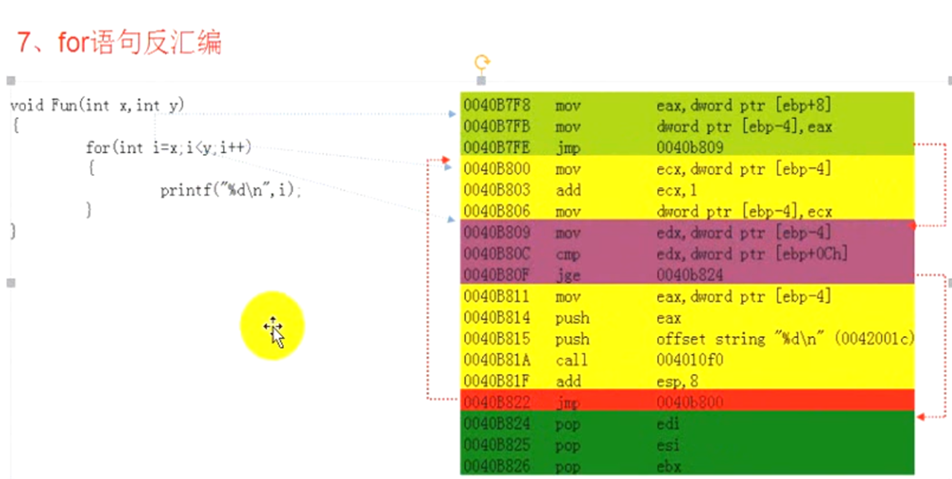 7、for语句反汇编
void Fun(int x,int y)
{
for(int i=x;i<y;i++)
{
printf("%d\n",i);
}
}
0040B7F8 mov eax,dword ptr [ebp+8]
0040B7FB mov dword ptr [ebp-4],eax
0040B7FE jmp 0040b809
0040B800 mov ecx,dword ptr [ebp-4]
0040B803 add ecx,1
0040B806 mov dword ptr [ebp-4],ecx
0040B809 mov edx,dword ptr [ebp-4]
0040B80C cmp edx,dword ptr [ebp+0Ch]
0040B80F jge 0040b824
0040B811 mov eax,dword ptr [ebp-4]
0040B814 push eax
0040B815 push offset string "%d\n" (0042001c)
0040B81A call 004010f0
0040B81F add esp,8
0040B822 jmp 0040b800
0040B824 pop edi
0040B825 pop esi
0040B826 pop ebx